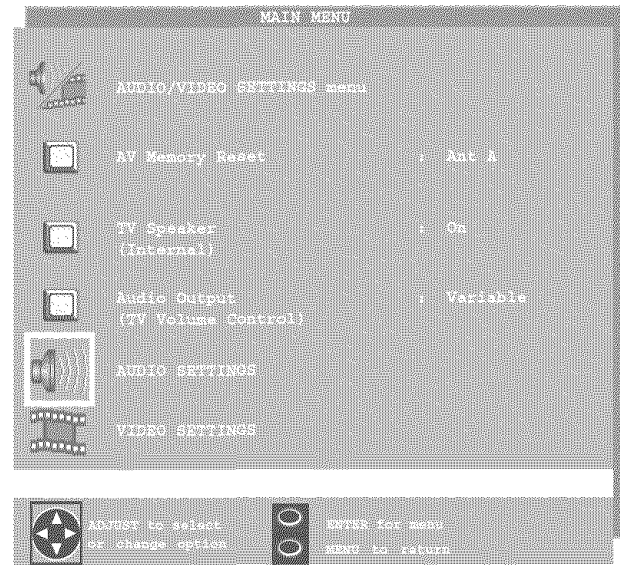 MAIN MENU
AUDIO/VIDEO SETTINGS menu
AV Memory Reset : Ant A
TV Speaker : On
(Internal)
Audio Output : Variable
(TV Volume Control)
AUDIO SETTINGS
VIDEO SETTINGS
ADJUST to select
or change option
ENTER for menu
MENU to return